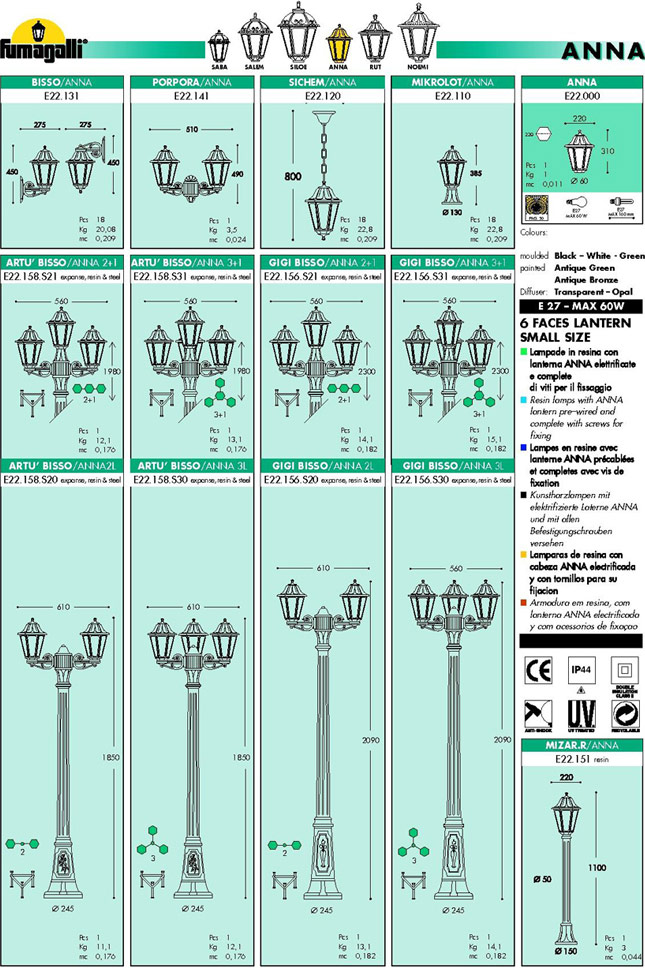 fumagalli®
SABA
SALEM
SILOE
ANNA
RUT
NOEMI
ANNA
BISSO/ANNA
E22.131
275
275
450
450
Pcs 18
Kg 20,08
mc 0,209
PORPORA/ANNA
E22.141
510
490
Pcs 1
Kg 3,5
mc 0,024
SICHEM/ANNA
E22.120
800
Pcs 18
Kg 22,8
mc 0,209
MIKROLOT/ANNA
E22.110
385
Ø 130
Pcs 18
Kg 22,8
mc 0,209
ANNA
E22.000
220
220
310
Pcs 1
Kg 1
mc 0,011
Ø 60
E27
MAX 60W
E27
MAX 160 mm
Colours:
moulded Black – White - Green
painted Antique Green
Antique Bronze
Diffuser: Transparent – Opal
E 27 – MAX 60W
6 FACES LANTERN
SMALL SIZE
Lampade in resina con
lanterna ANNA elettrificate
e complete
di viti per il fissaggio
Resin lamps with ANNA
lantern pre-wired and
complete with screws for
fixing
Lampes en resine avec
lanterne ANNA précablées
et completes avec vis de
fixation
Kunstharzlampen mit
elektrifizierte Laterne ANNA
und mit allen
Befestigungschrauben
versehen
Lamparas de resina con
cabeza ANNA electrificada
y con tornillos para su
fijacion
Armadura em resina, com
lanterna ANNA electrificada
y com acessorios de fixaçao
CE
IP44
DOUBLE
INSULATION
CLASS II
ANTI-SHOCK
U.V.
UV TREATED
RECYCLABLE
ARTU' BISSO/ANNA 2+1
E22.158.S21 expanse, resin & steel
560
1980
2+1
Pcs 1
Kg 12,1
mc 0,176
ARTU' BISSO/ANNA 3+1
E22.158.S31 expanse, resin & steel
560
1980
3+1
Pcs 1
Kg 13,1
mc 0,176
GIGI BISSO/ANNA 2+1
E22.156.S21 expanse, resin & steel
560
2300
2+1
Pcs 1
Kg 14,1
mc 0,182
GIGI BISSO/ANNA 3+1
E22.156.S31 expanse, resin & steel
560
2300
3+1
Pcs 1
Kg 15,1
mc 0,182
ARTU' BISSO/ANNA 2L
E22.158.S20 expanse, resin & steel
610
1850
2
Ø 245
Pcs 1
Kg 11,1
mc 0,176
ARTU' BISSO/ANNA 3L
E22.158.S30 expanse, resin & steel
610
1850
3
Ø 245
Pcs 1
Kg 12,1
mc 0,176
GIGI BISSO/ANNA 2L
E22.156.S20 expanse, resin & steel
610
2090
2
Ø 245
Pcs 1
Kg 13,1
mc 0,182
GIGI BISSO/ANNA 3L
E22.156.S30 expanse, resin & steel
560
2090
3
Ø 245
Pcs 1
Kg 14,1
mc 0,182
MIZAR.R/ANNA
E22.151 resin
220
Ø 50
1100
Ø 150
Pcs 1
Kg 3
mc 0,044